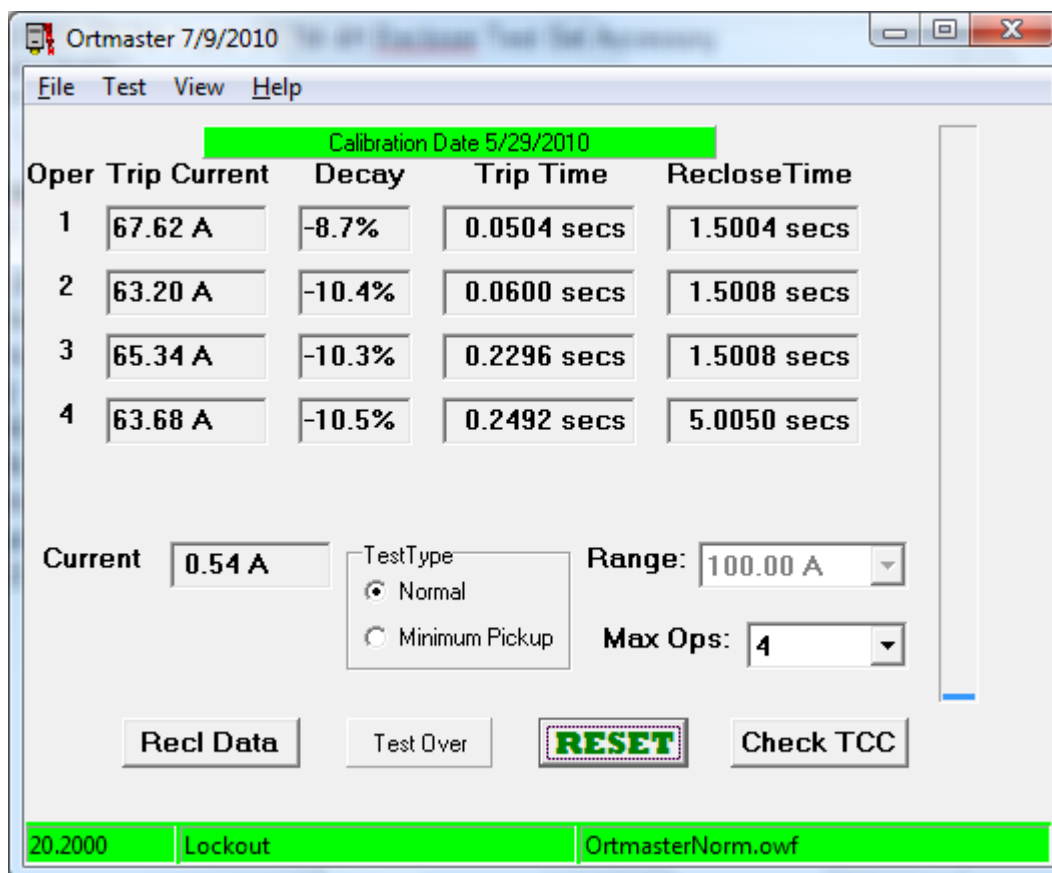 Ortmaster 7/9/2010
File Test View Help
Calibration Date 5/29/2010
Oper Trip Current Decay Trip Time RecloseTime
1 67.62 A -8.7% 0.0504 secs 1.5004 secs
2 63.20 A -10.4% 0.0600 secs 1.5008 secs
3 65.34 A -10.3% 0.2296 secs 1.5008 secs
4 63.68 A -10.5% 0.2492 secs 5.0050 secs
Current 0.54 A TestType Range: 100.00 A
Normal
Minimum Pickup Max Ops: 4
Recl Data Test Over RESET Check TCC
20.2000 Lockout OrtmasterNorm.owf